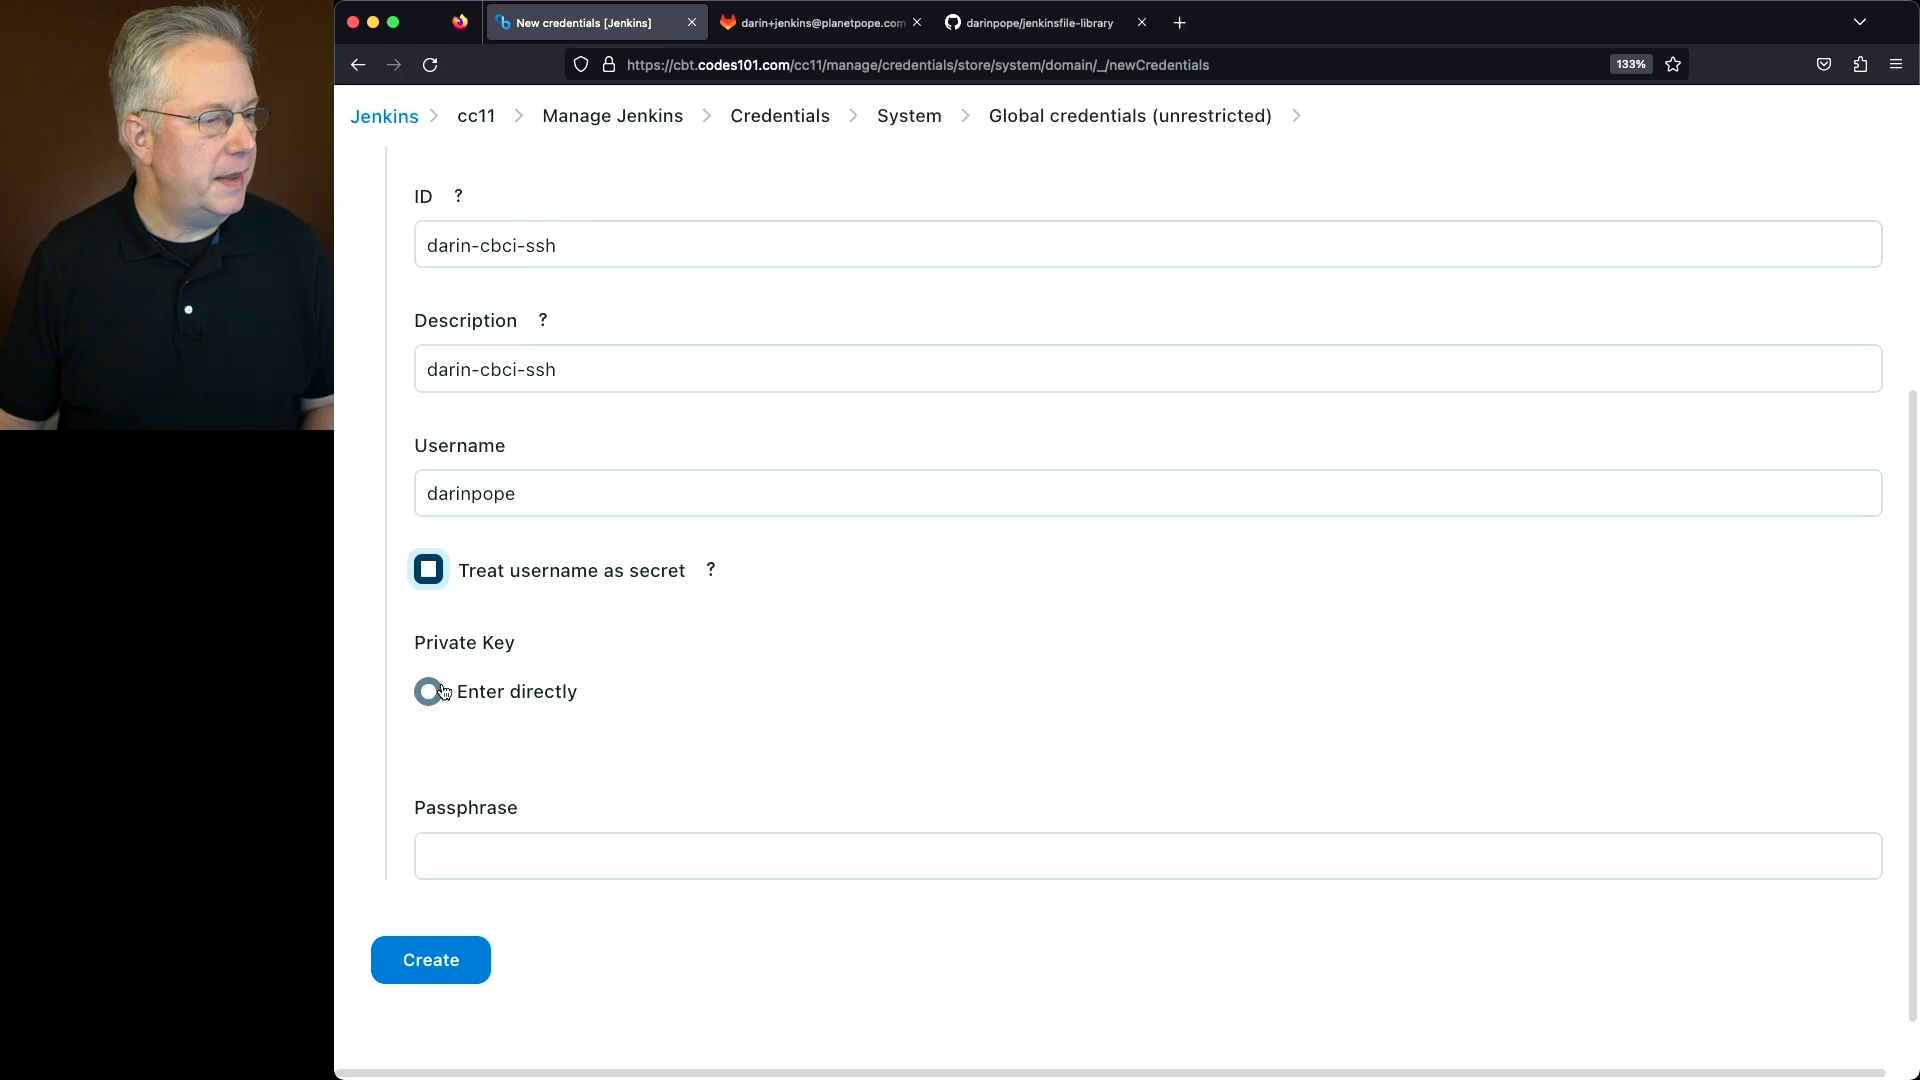 New credentials [Jenkins]
darin+jenkins@planetpope.com
darinpope/jenkinsfile-library
https://cbt.codes101.com/cc11/manage/credentials/store/system/domain/_/newCredentials
133%
Jenkins > cc11 > Manage Jenkins > Credentials > System > Global credentials (unrestricted) >
ID ?
darin-cbci-ssh
Description ?
darin-cbci-ssh
Username
darinpope
Treat username as secret ?
Private Key
Enter directly
Passphrase
Create